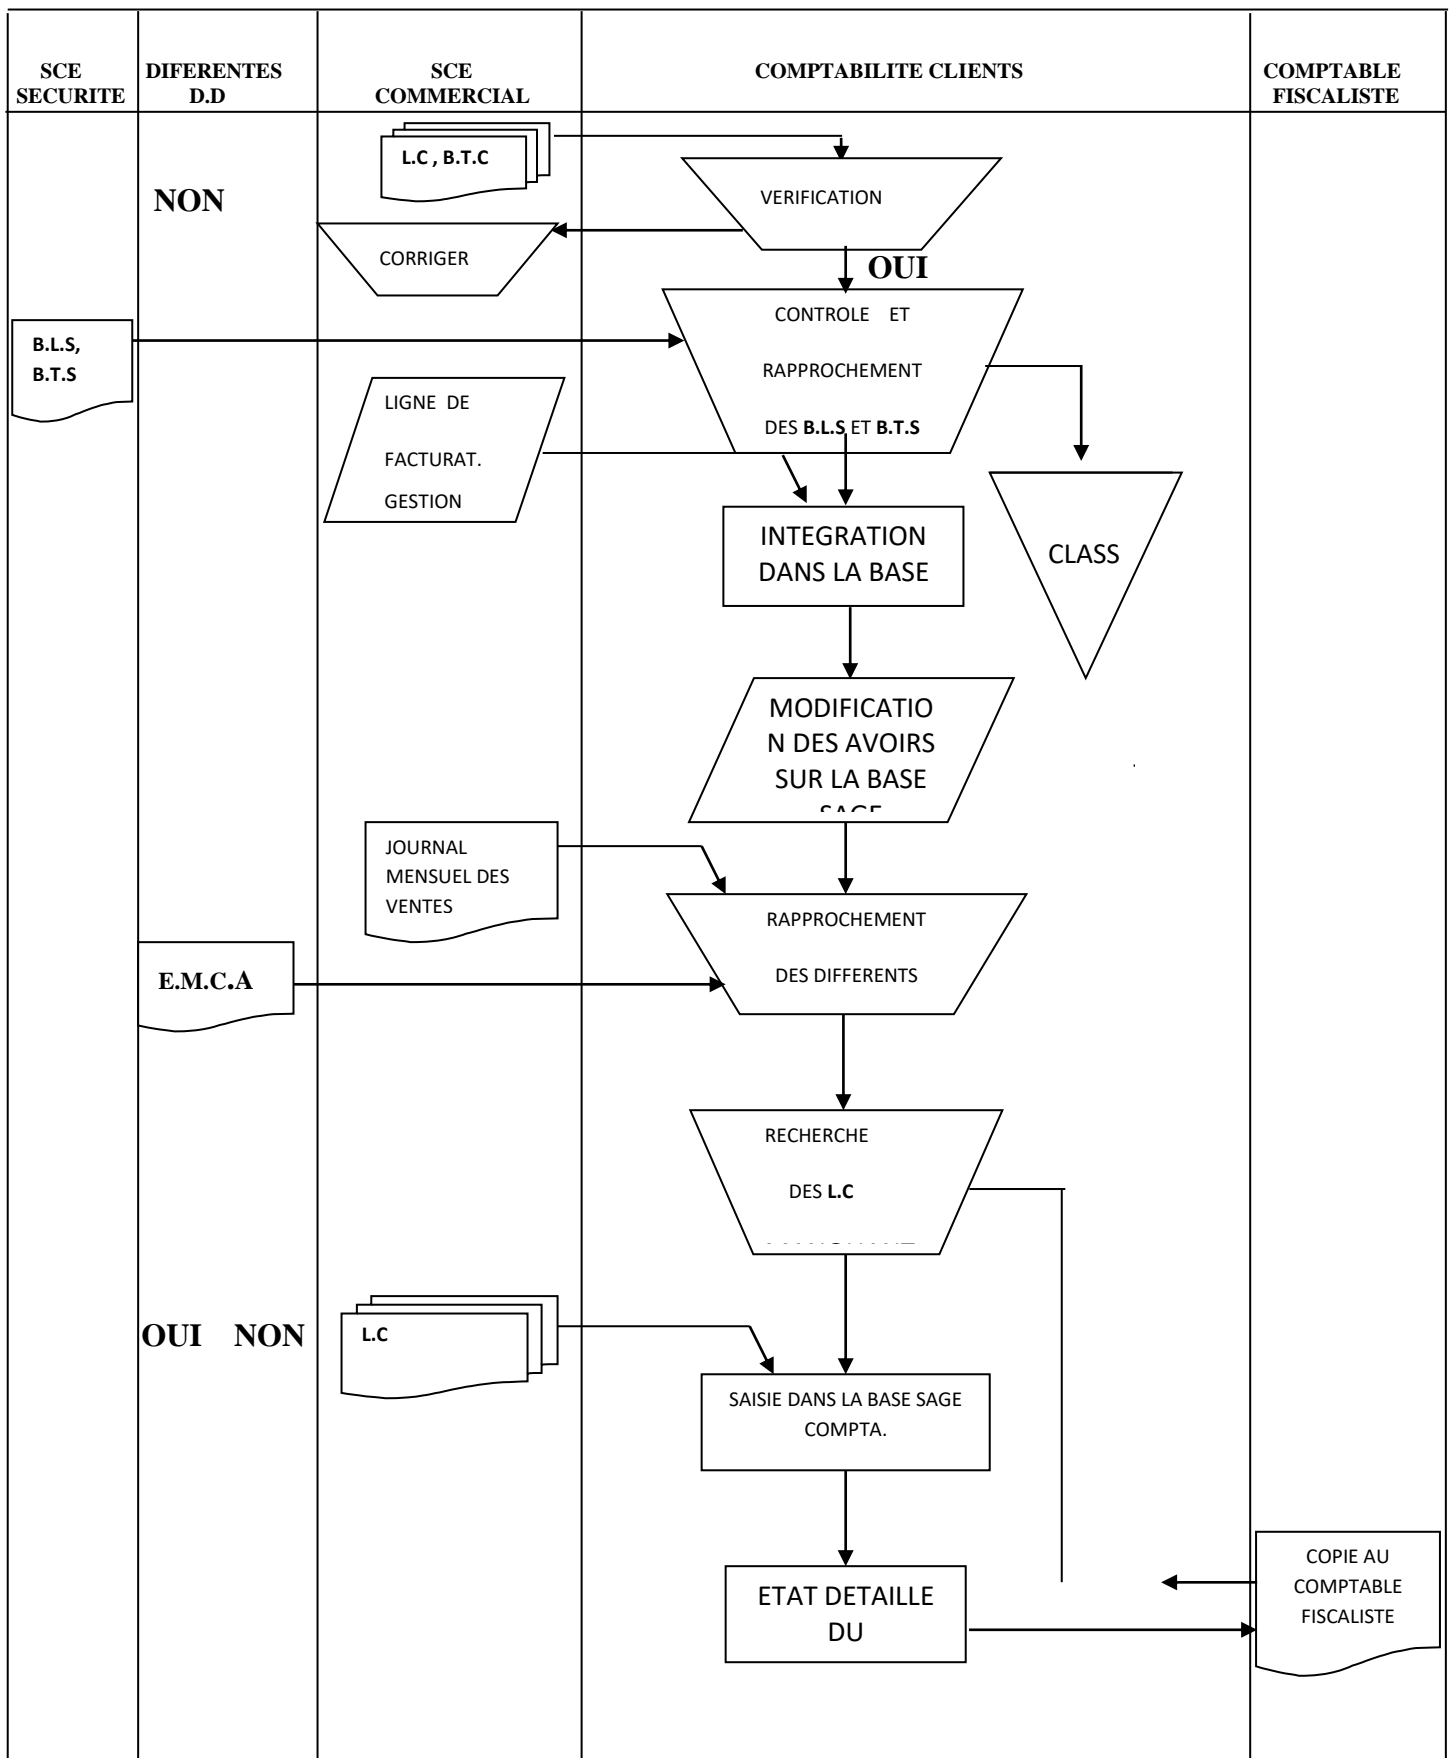 SCE
SECURITE
DIFERENTES
D.D
SCE
COMMERCIAL
COMPTABILITE CLIENTS
COMPTABLE
FISCALISTE
L.C , B.T.C
VERIFICATION
NON
CORRIGER
OUI
CONTROLE ET
RAPPROCHEMENT
DES B.L.S ET B.T.S
B.L.S,
B.T.S
LIGNE DE
FACTURAT.
GESTION
INTEGRATION
DANS LA BASE
CLASS
MODIFICATIO
N DES AVOIRS
SUR LA BASE
SAGE
JOURNAL
MENSUEL DES
VENTES
RAPPROCHEMENT
DES DIFFERENTS
E.M.C.A
RECHERCHE
DES L.C
OUI NON
L.C
SAISIE DANS LA BASE SAGE
COMPTA.
ETAT DETAILLE
DU
COPIE AU
COMPTABLE
FISCALISTE